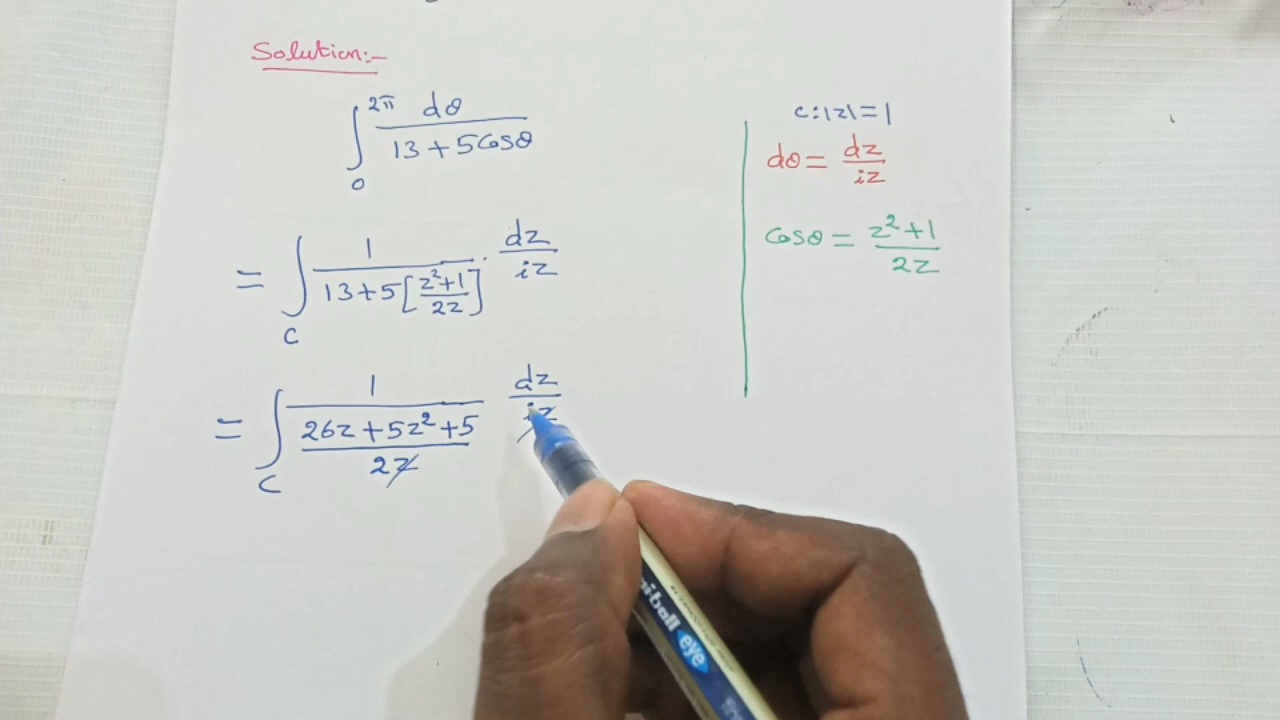 Solution:-
∫₀^2π dθ / (13 + 5Cosθ)
c:|z|=1
dθ = dz / iz
Cosθ = (z²+1) / 2z
= ∫_C 1 / (13+5[(z²+1)/2z]) · dz / iz
= ∫_C 1 / ((26z + 5z² + 5) / 2z) dz / iz
eye